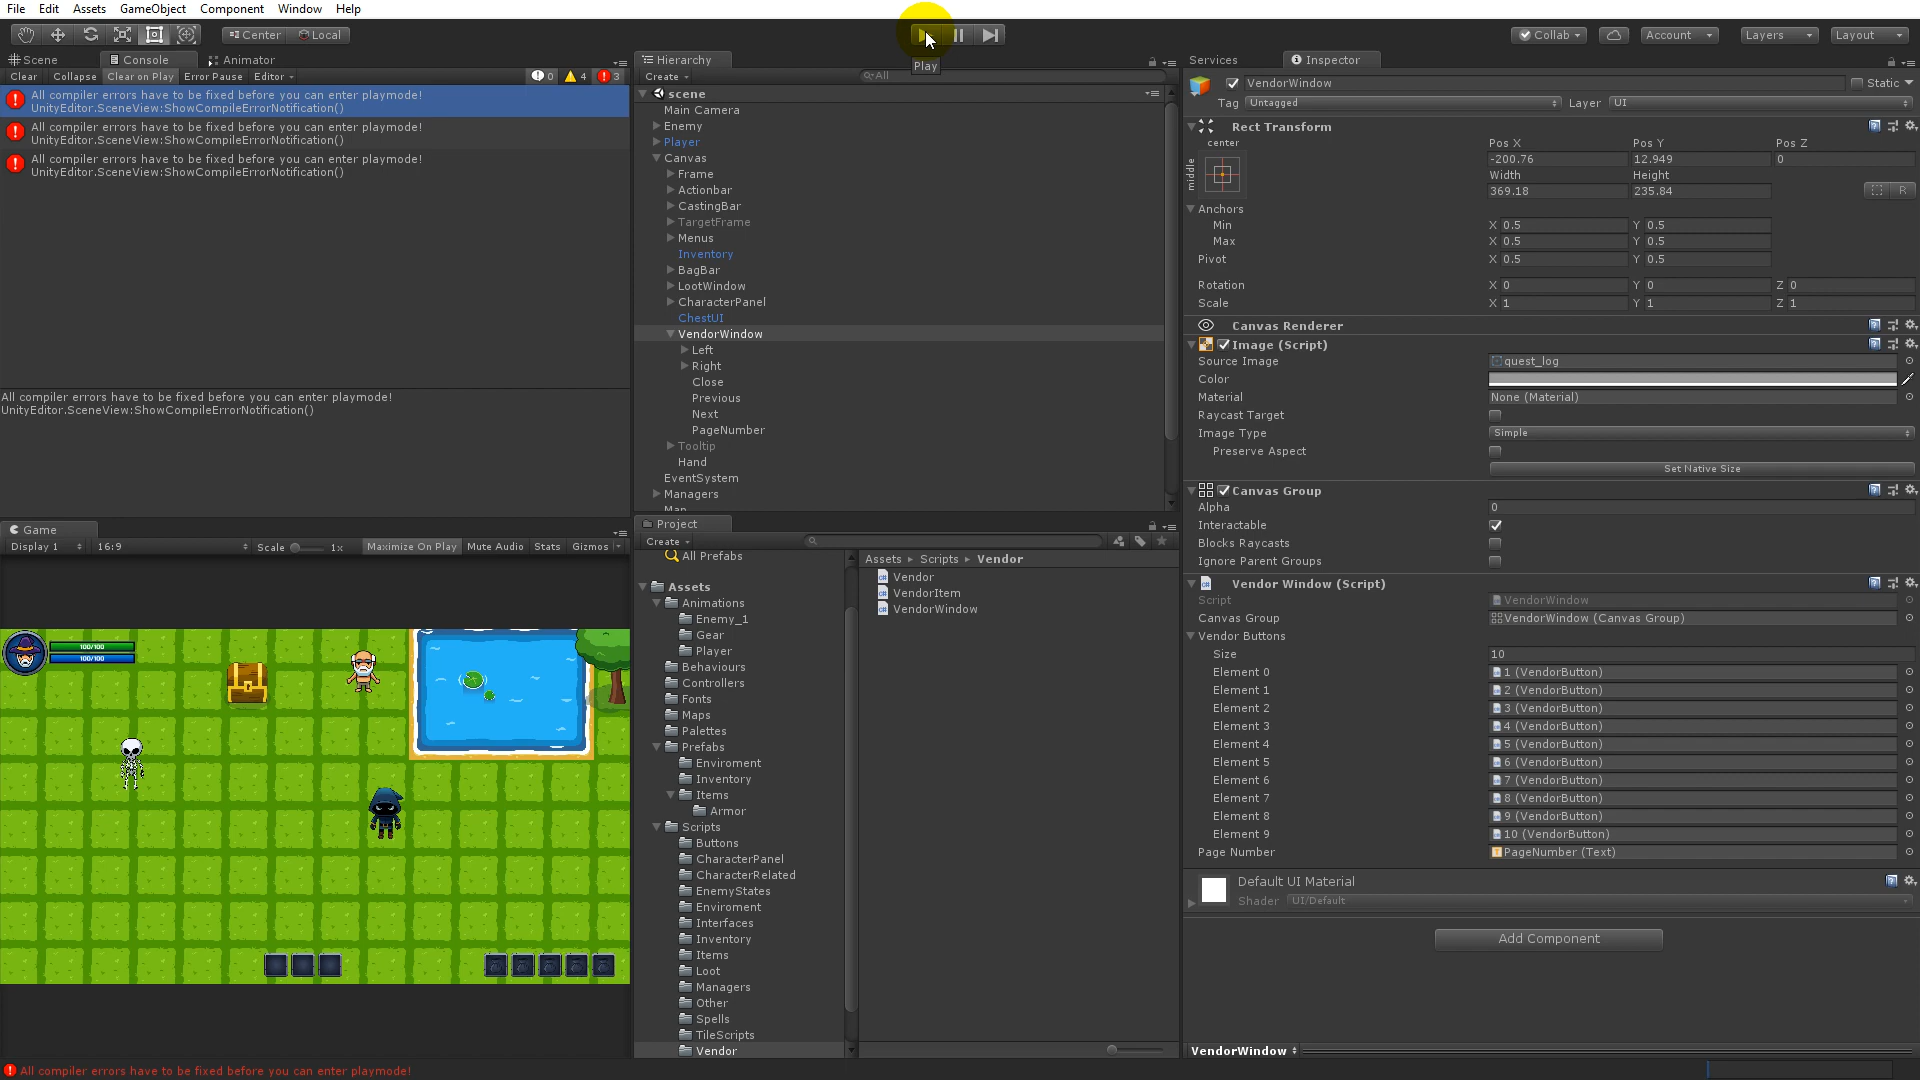 File Edit Assets GameObject Component Window Help
Center Local
Collab Account Layers Layout
Play
Scene Console Animator
Clear Collapse Clear on Play Error Pause Editor 0 4 3
All compiler errors have to be fixed before you can enter playmode!
UnityEditor.SceneView:ShowCompileErrorNotification()
All compiler errors have to be fixed before you can enter playmode!
UnityEditor.SceneView:ShowCompileErrorNotification()
All compiler errors have to be fixed before you can enter playmode!
UnityEditor.SceneView:ShowCompileErrorNotification()
All compiler errors have to be fixed before you can enter playmode!
UnityEditor.SceneView:ShowCompileErrorNotification()
Game
Display 1 16:9 Scale 1x Maximize On Play Mute Audio Stats Gizmos
100/100
100/100
Hierarchy
Create All
scene
Main Camera
Enemy
Player
Canvas
Frame
Actionbar
CastingBar
TargetFrame
Menus
Inventory
BagBar
LootWindow
CharacterPanel
ChestUI
VendorWindow
Left
Right
Close
Previous
Next
PageNumber
Tooltip
Hand
EventSystem
Managers
Map
Project
Create
All Prefabs
Assets
Animations
Enemy_1
Gear
Player
Behaviours
Controllers
Fonts
Maps
Palettes
Prefabs
Enviroment
Inventory
Items
Armor
Scripts
Buttons
CharacterPanel
CharacterRelated
EnemyStates
Enviroment
Interfaces
Inventory
Items
Loot
Managers
Other
Spells
TileScripts
Vendor
Assets Scripts Vendor
Vendor
VendorItem
VendorWindow
Services Inspector
VendorWindow Static
Tag Untagged Layer UI
Rect Transform
center
middle
Pos X Pos Y Pos Z
-200.76 12.949 0
Width Height
369.18 235.84
R
Anchors
Min X 0.5 Y 0.5
Max X 0.5 Y 0.5
Pivot X 0.5 Y 0.5
Rotation X 0 Y 0 Z 0
Scale X 1 Y 1 Z 1
Canvas Renderer
Image (Script)
Source Image quest_log
Color
Material None (Material)
Raycast Target
Image Type Simple
Preserve Aspect
Set Native Size
Canvas Group
Alpha 0
Interactable
Blocks Raycasts
Ignore Parent Groups
Vendor Window (Script)
Script VendorWindow
Canvas Group VendorWindow (Canvas Group)
Vendor Buttons
Size 10
Element 0 1 (VendorButton)
Element 1 2 (VendorButton)
Element 2 3 (VendorButton)
Element 3 4 (VendorButton)
Element 4 5 (VendorButton)
Element 5 6 (VendorButton)
Element 6 7 (VendorButton)
Element 7 8 (VendorButton)
Element 8 9 (VendorButton)
Element 9 10 (VendorButton)
Page Number PageNumber (Text)
Default UI Material
Shader UI/Default
Add Component
VendorWindow
All compiler errors have to be fixed before you can enter playmode!